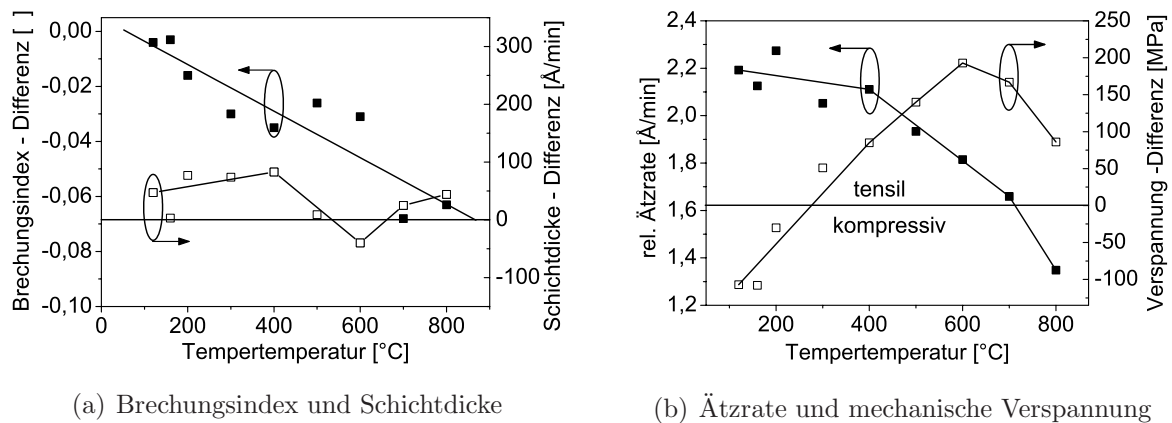 a)
Brechungsindex - Differenz [ ]
0,00
-0,02
-0,04
-0,06
-0,08
-0,10
0
200
400
600
800
Tempertemperatur [°C]
300
200
100
0
-100
Schichtdicke - Differenz [Å/min]
b)
rel. Ätzrate [Å/min]
2,4
2,2
2,0
1,8
1,6
1,4
1,2
200
400
600
800
Tempertemperatur [°C]
250
200
150
100
50
0
-50
-100
Verspannung -Differenz [MPa]
tensil
kompressiv
(a) Brechungsindex und Schichtdicke
(b) Ätzrate und mechanische Verspannung